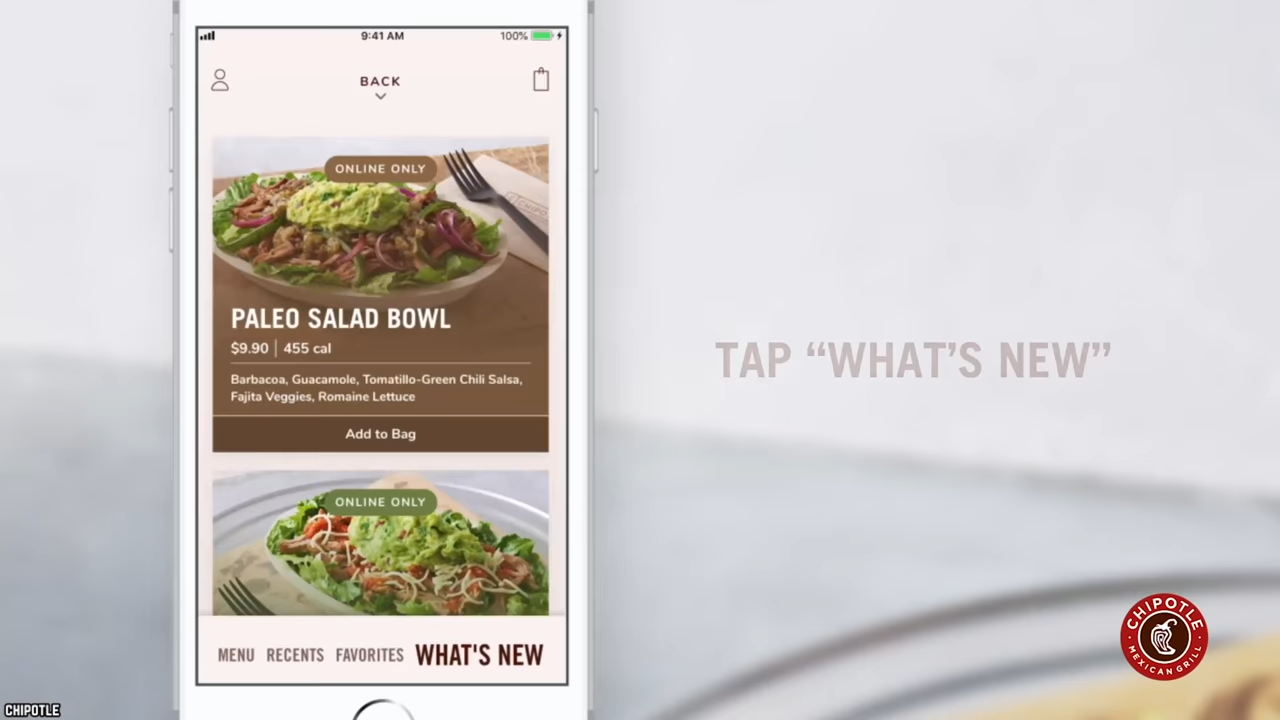 9:41 AM
100%
BACK
ONLINE ONLY
PALEO SALAD BOWL
$9.90 | 455 cal
Barbacoa, Guacamole, Tomatillo-Green Chili Salsa,
Fajita Veggies, Romaine Lettuce
Add to Bag
ONLINE ONLY
MENU RECENTS FAVORITES WHAT'S NEW
TAP “WHAT’S NEW”
CHIPOTLE
MEXICAN GRILL
CHIPOTLE